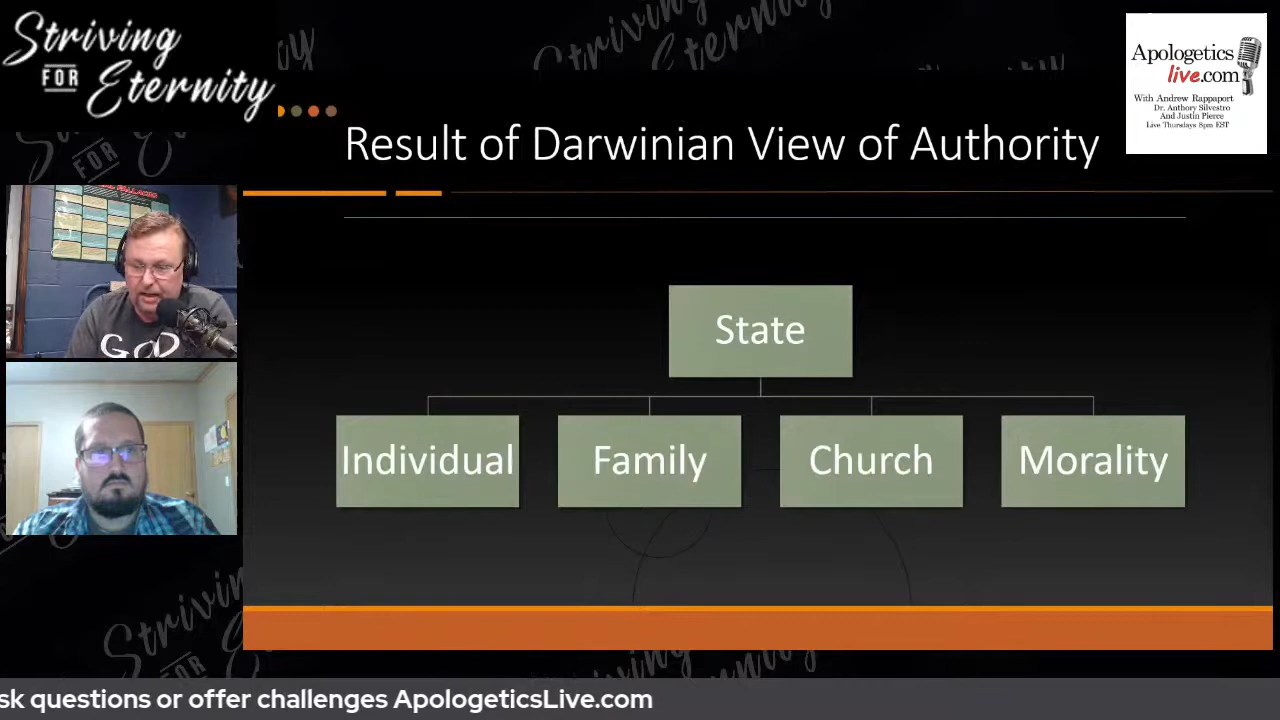 Striving
FOR
Eternity
Apologetics
live.com
With Andrew Rappaport
Dr. Anthony Silvestro
And Justin Pierce
Live Thursdays 8pm EST
Result of Darwinian View of Authority
State
Individual
Family
Church
Morality
GOD
sk questions or offer challenges ApologeticsLive.com